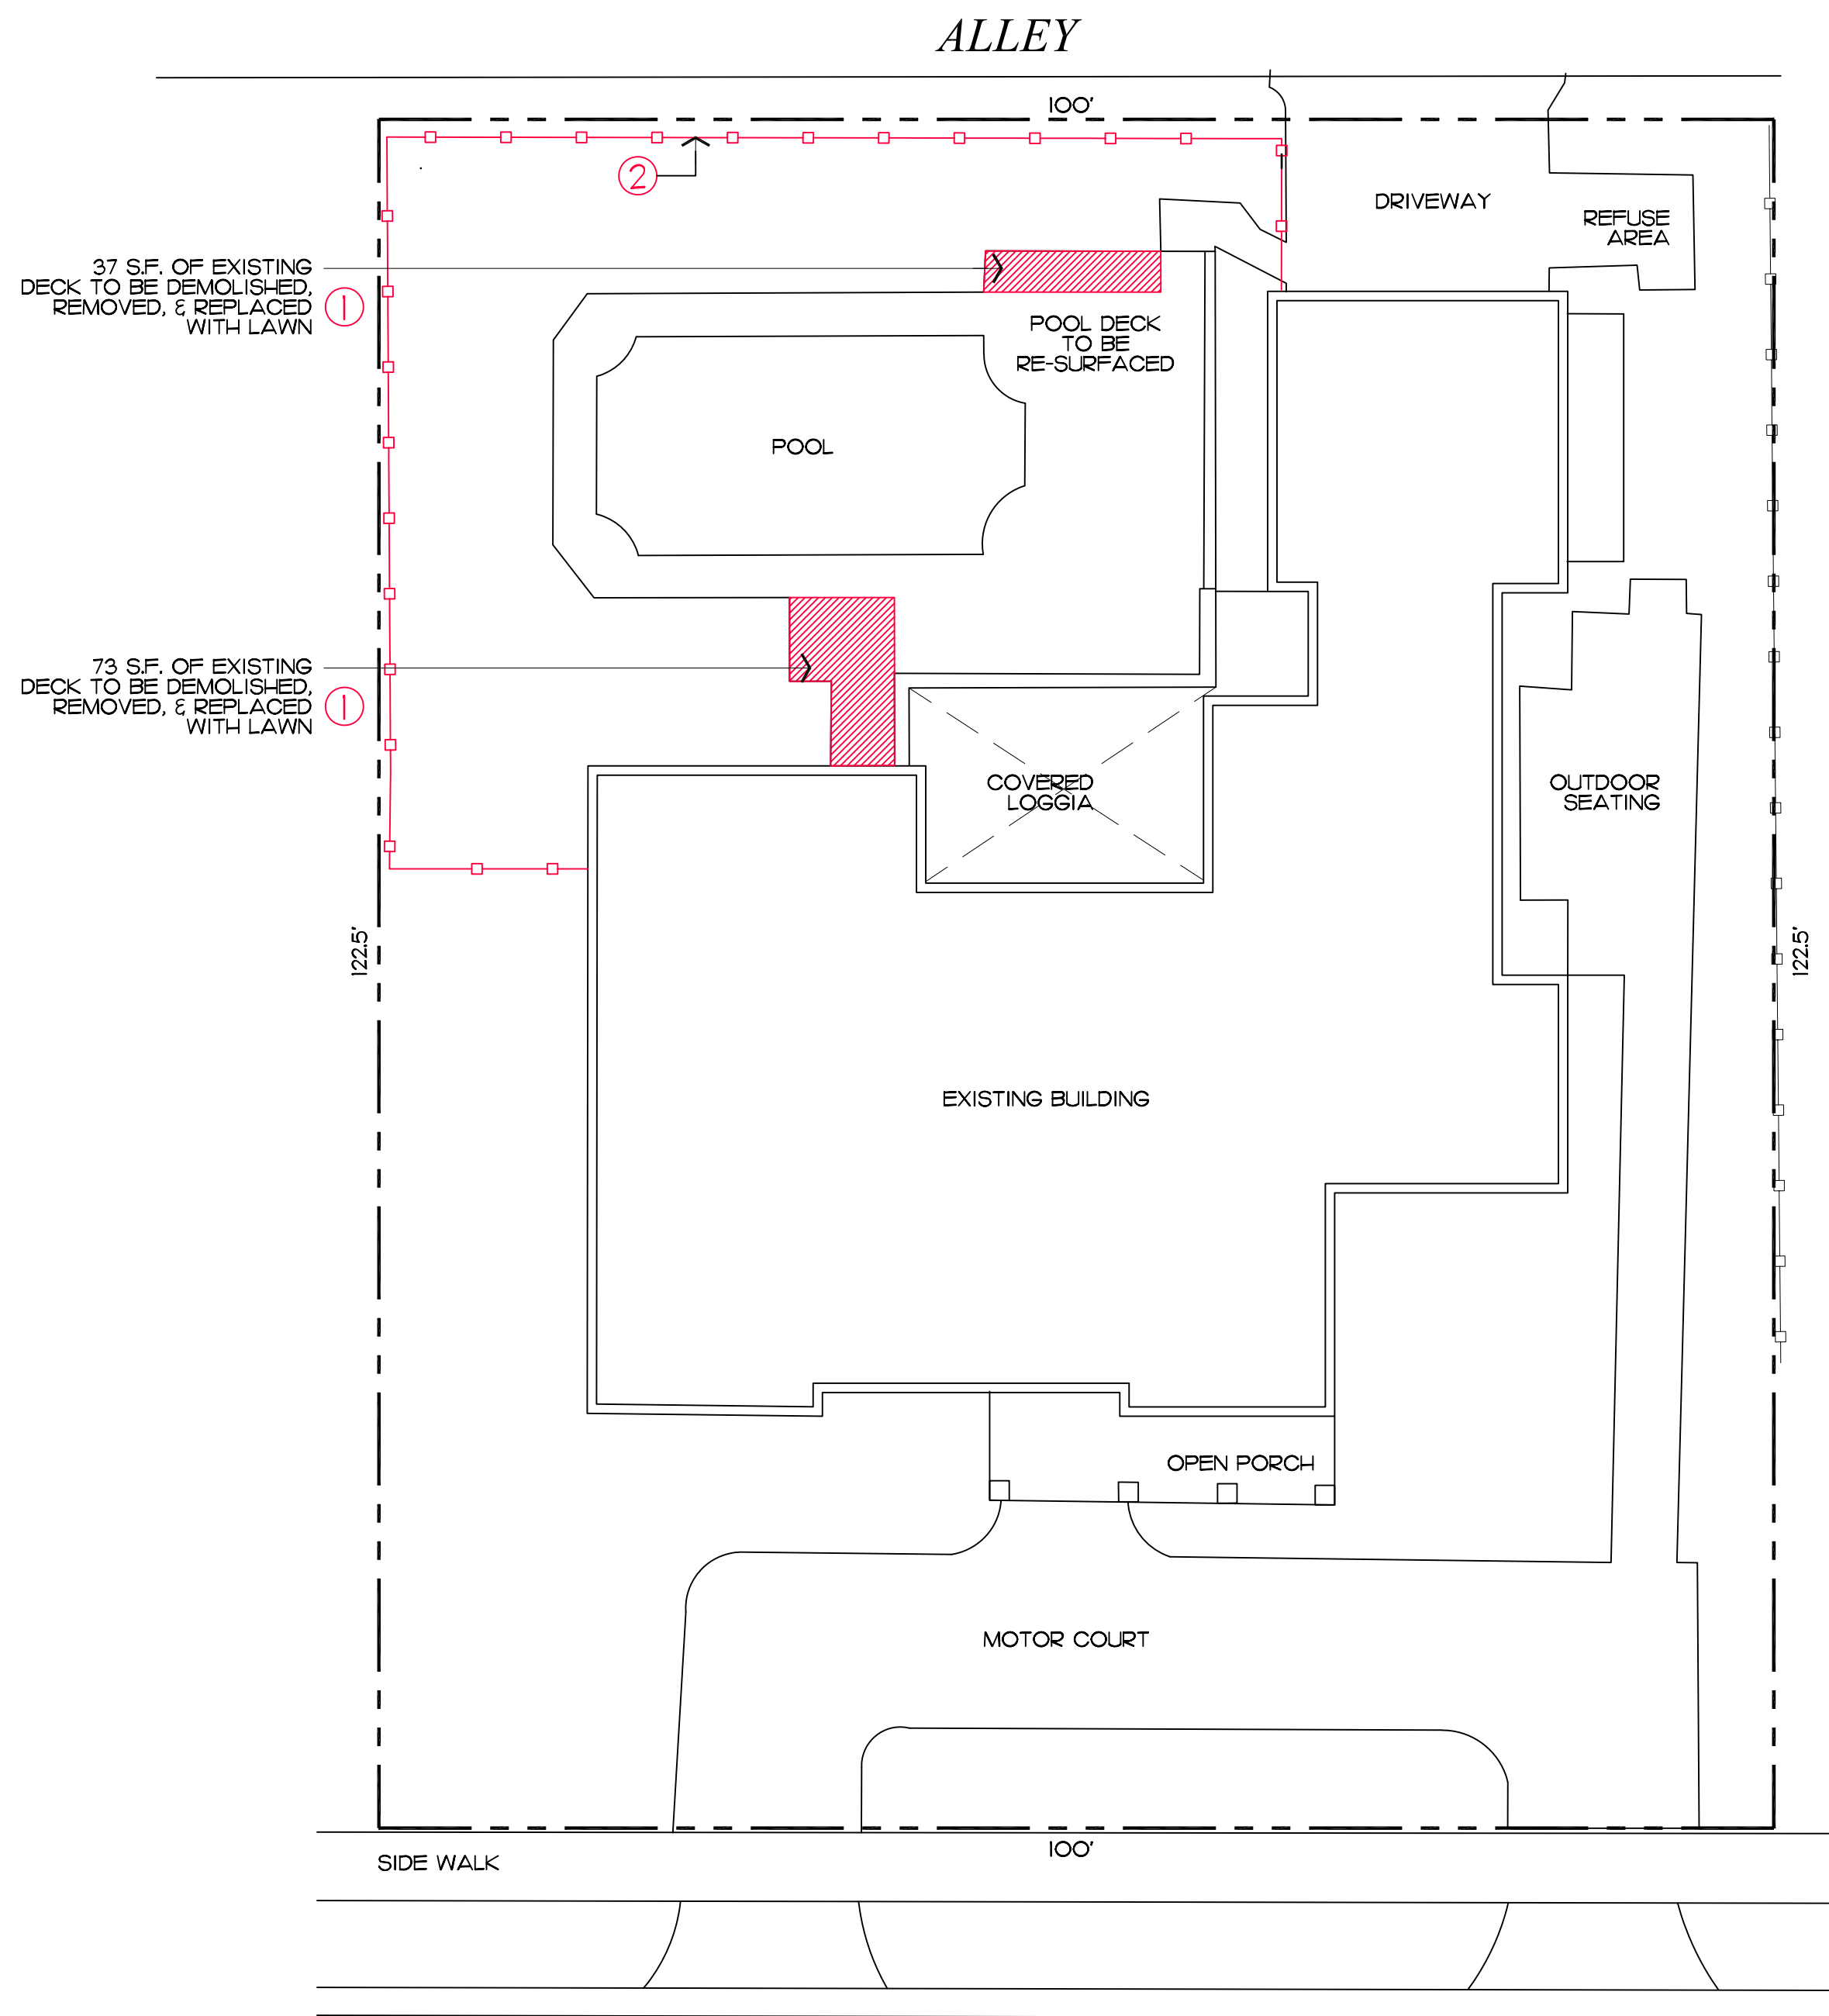 ALLEY
100'
2
DRIVEWAY
REFUSE
AREA
37 S.F. OF EXISTING
DECK TO BE DEMOLISHED,
REMOVED, & REPLACED
WITH LAWN
1
POOL DECK
TO BE
RE-SURFACED
POOL
73 S.F. OF EXISTING
DECK TO BE DEMOLISHED,
REMOVED, & REPLACED
WITH LAWN
1
COVERED
LOGGIA
OUTDOOR
SEATING
122.5'
122.5'
EXISTING BUILDING
OPEN PORCH
MOTOR COURT
100'
SIDE WALK